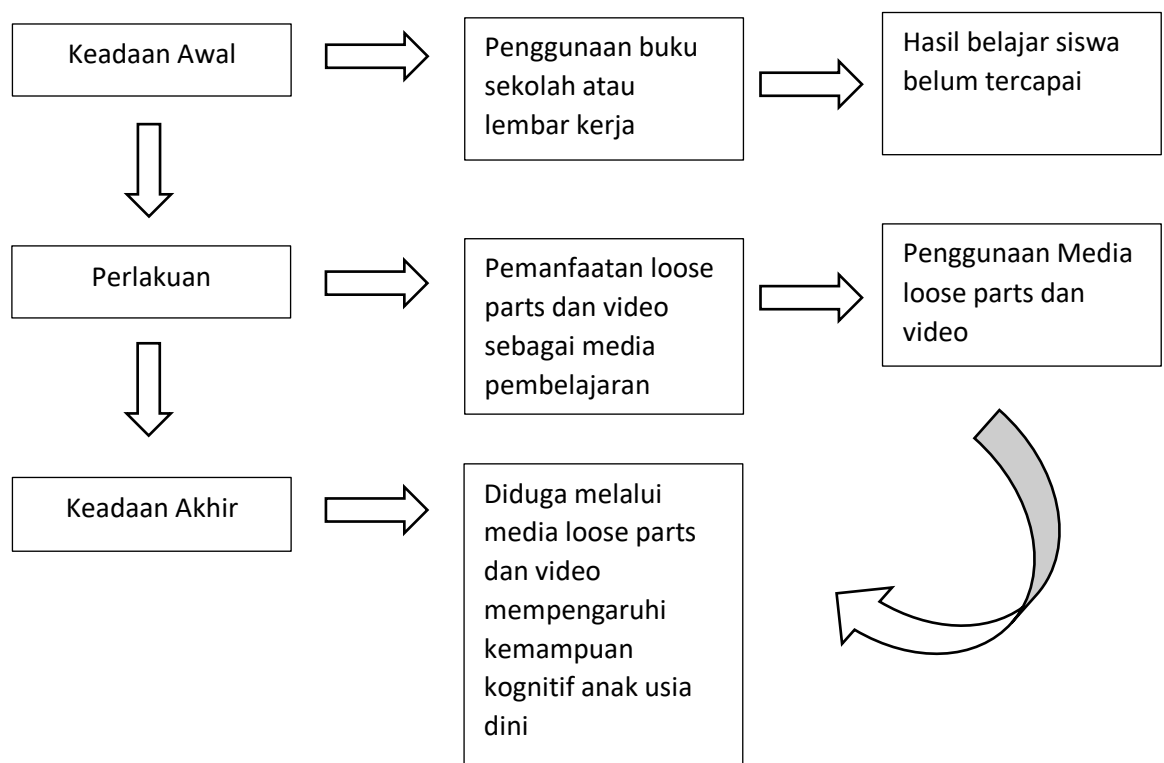 Keadaan Awal
Penggunaan buku
sekolah atau
lembar kerja
Hasil belajar siswa
belum tercapai
Perlakuan
Pemanfaatan loose
parts dan video
sebagai media
pembelajaran
Penggunaan Media
loose parts dan
video
Keadaan Akhir
Diduga melalui
media loose parts
dan video
mempengaruhi
kemampuan
kognitif anak usia
dini